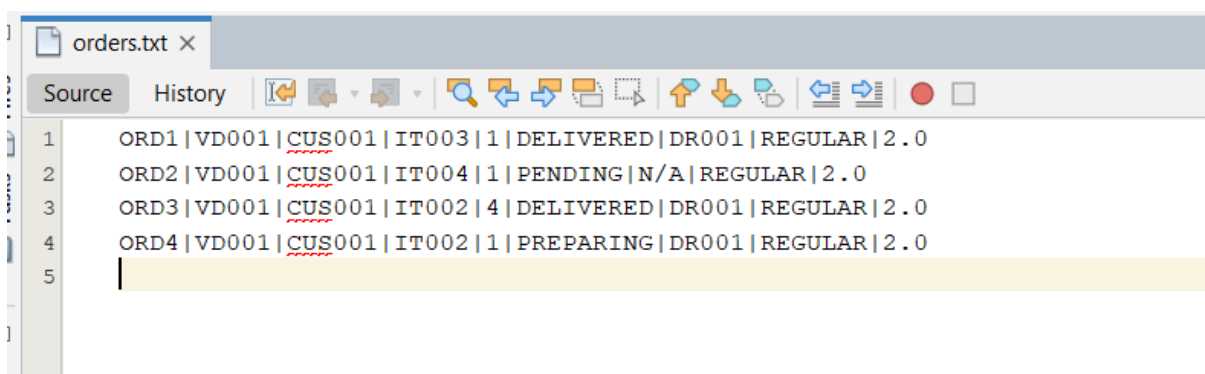 orders.txt ×
Source History
1 ORD1|VD001|CUS001|IT003|1|DELIVERED|DR001|REGULAR|2.0
2 ORD2|VD001|CUS001|IT004|1|PENDING|N/A|REGULAR|2.0
3 ORD3|VD001|CUS001|IT002|4|DELIVERED|DR001|REGULAR|2.0
4 ORD4|VD001|CUS001|IT002|1|PREPARING|DR001|REGULAR|2.0
5